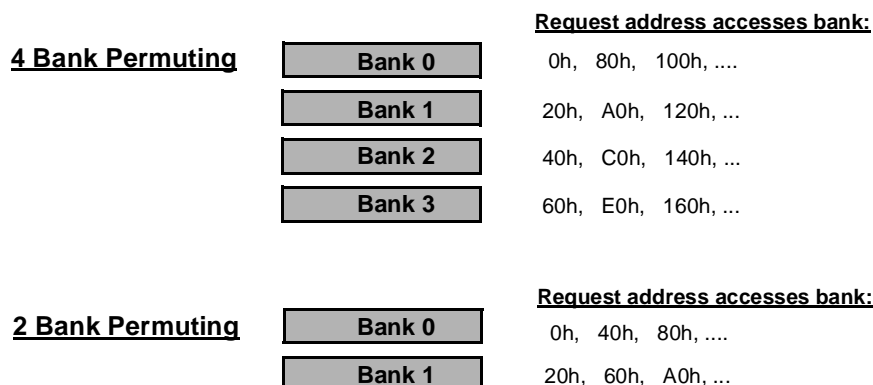 Request address accesses bank:
4 Bank Permuting Bank 0 0h, 80h, 100h, ....
Bank 1 20h, A0h, 120h, ...
Bank 2 40h, C0h, 140h, ...
Bank 3 60h, E0h, 160h, ...
Request address accesses bank:
2 Bank Permuting Bank 0 0h, 40h, 80h, ....
Bank 1 20h, 60h, A0h, ...